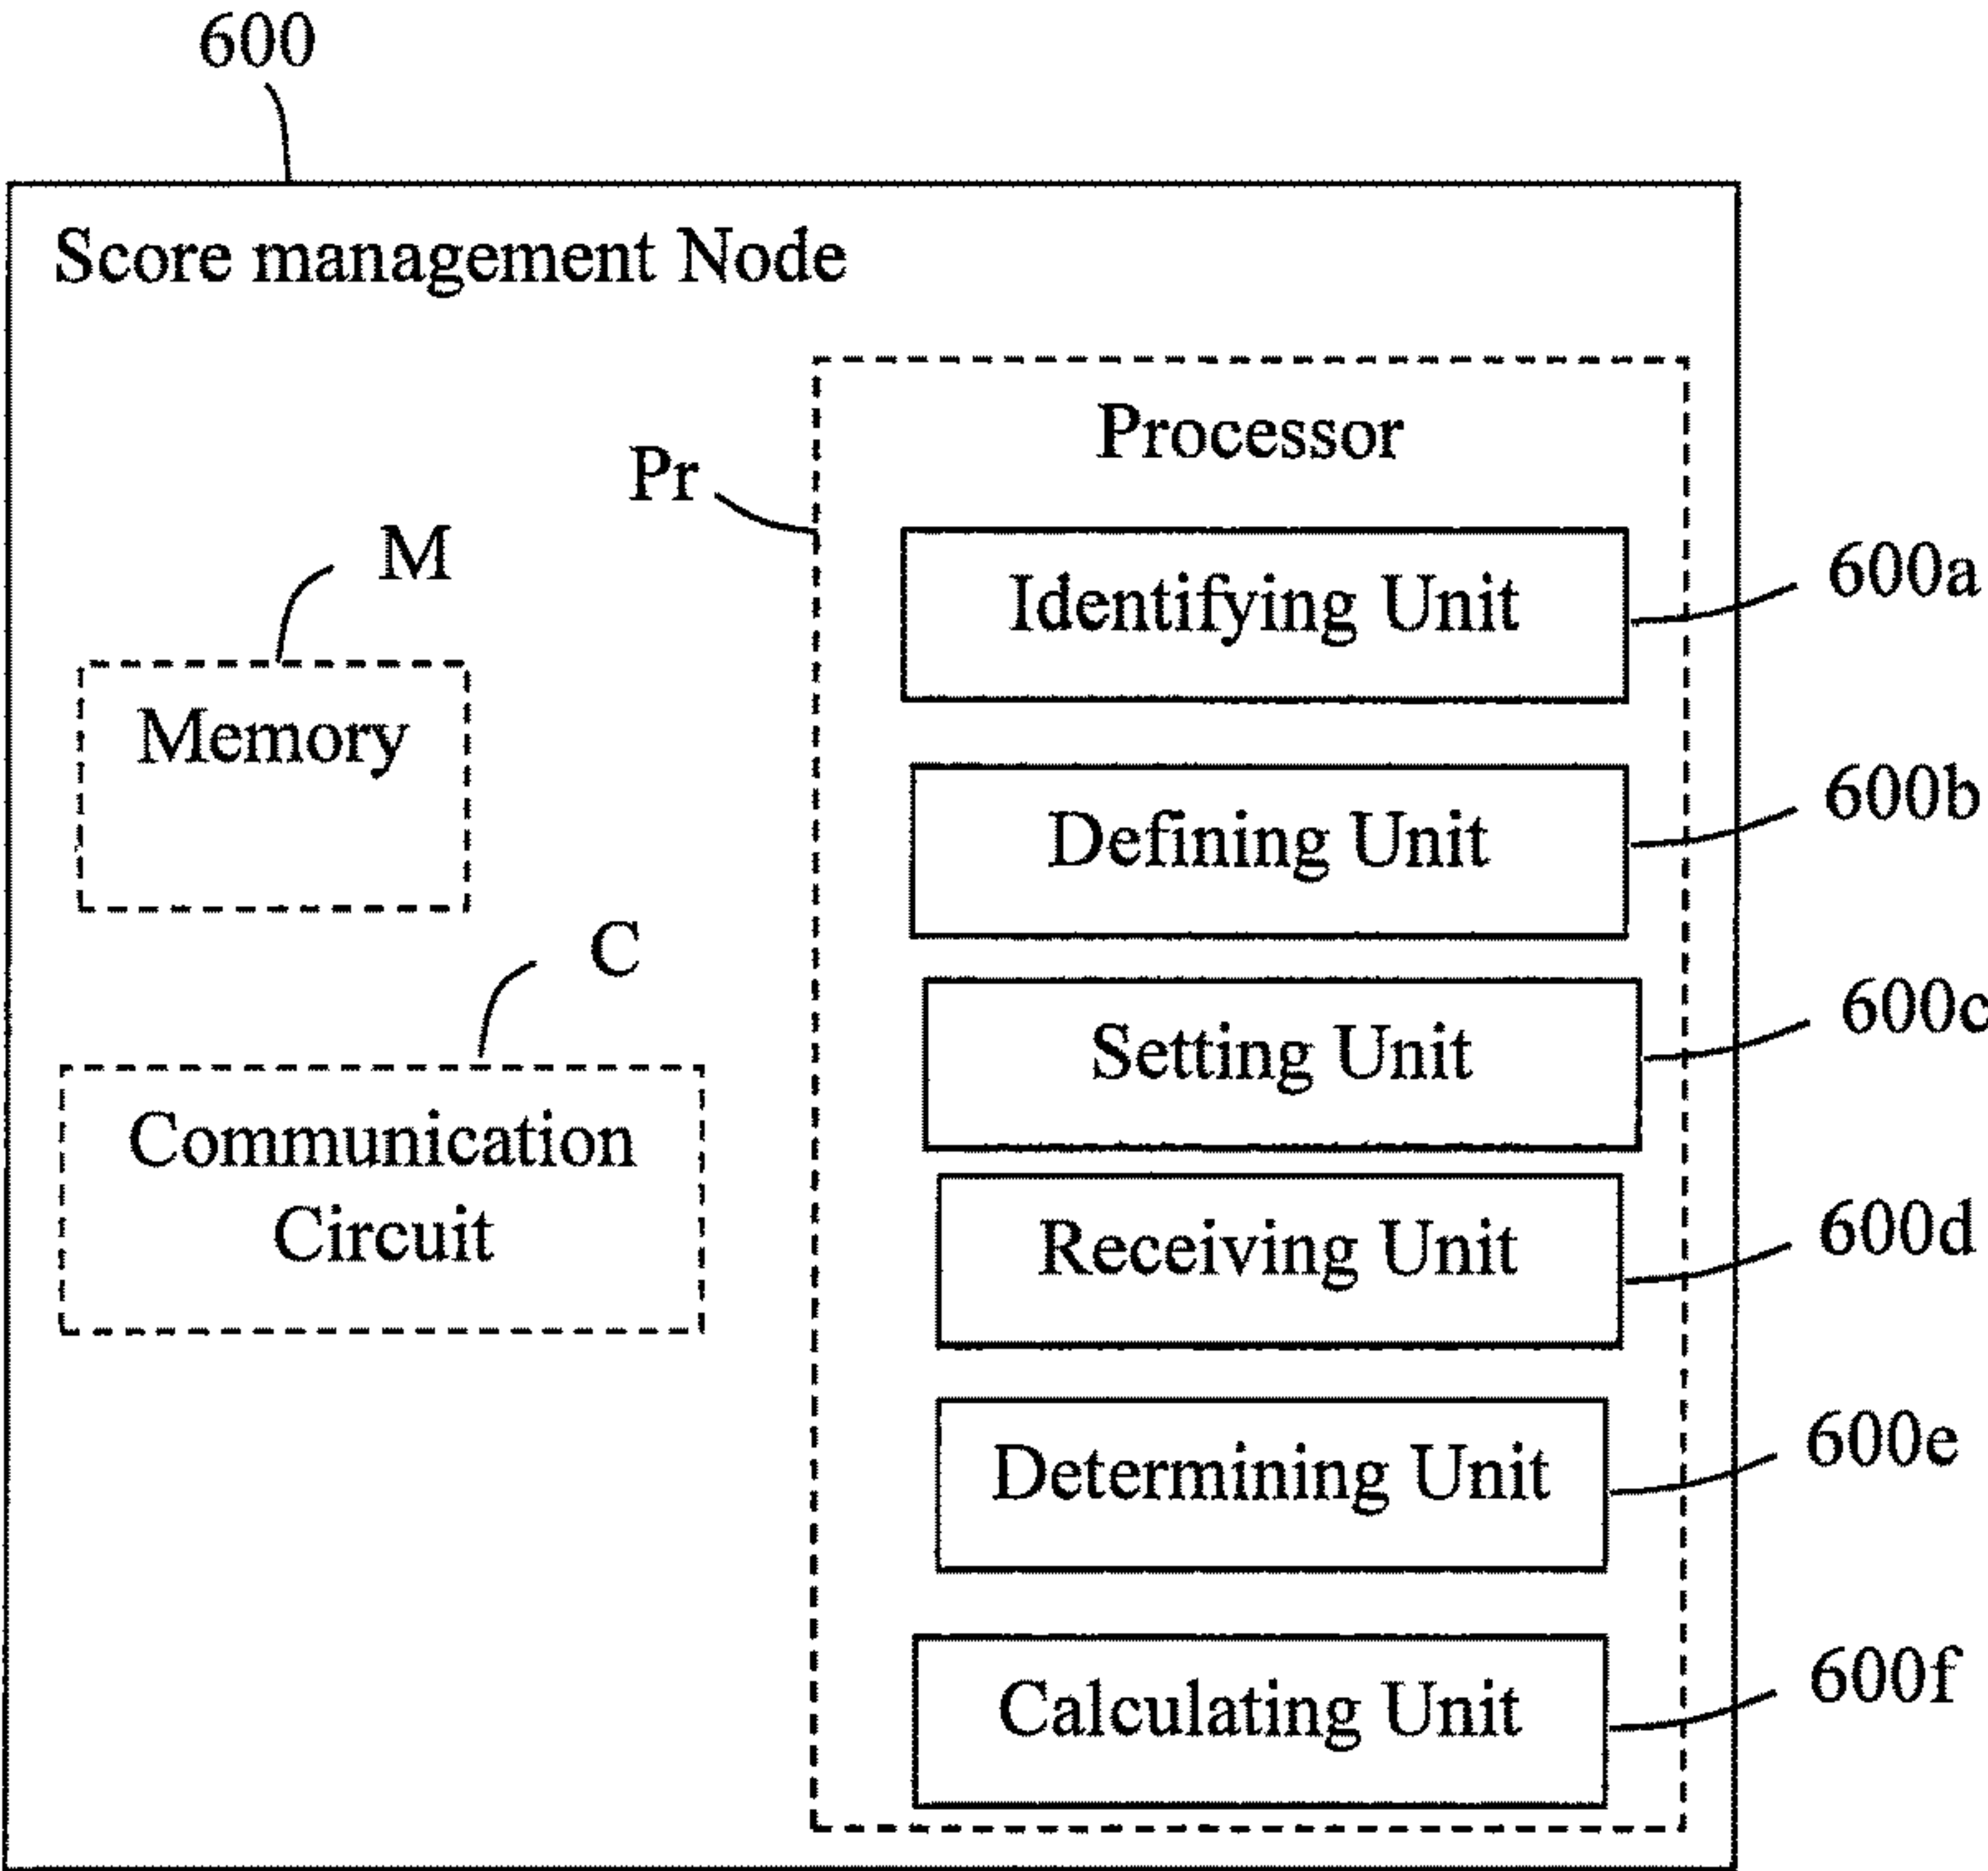 600
Score management Node
Processor
Pr
M
Identifying Unit
600a
Memory
Defining Unit
600b
C
Setting Unit
600c
Communication
Circuit
Receiving Unit
600d
Determining Unit
600e
Calculating Unit
600f